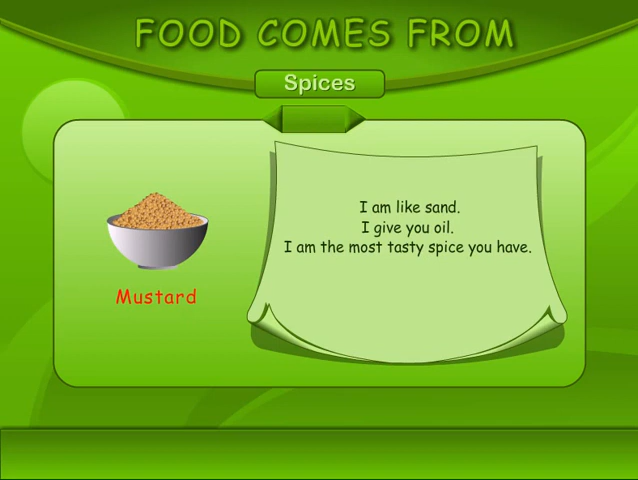 FOOD COMES FROM
Spices
I am like sand.
I give you oil.
I am the most tasty spice you have.
Mustard